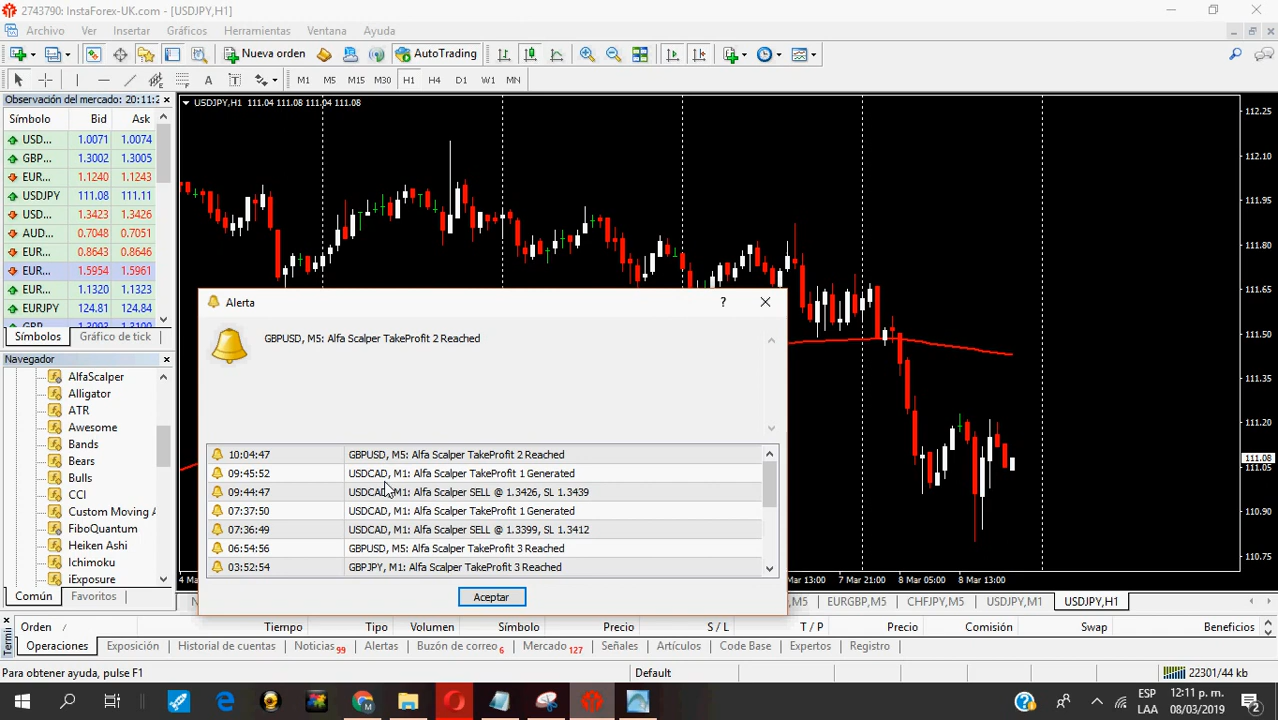 2743790: InstaForex-UK.com - [USDJPY,H1]
Archivo Ver Insertar Gráficos Herramientas Ventana Ayuda
Nueva orden AutoTrading
A T M1 M5 M15 M30 H1 H4 D1 W1 MN
Observación del mercado: 20:11:2
Símbolo Bid Ask
USD... 1.0071 1.0074
GBP... 1.3002 1.3005
EUR... 1.1240 1.1243
USDJPY 111.08 111.11
USD... 1.3423 1.3426
AUD... 0.7048 0.7051
EUR... 0.8643 0.8646
EUR... 1.5954 1.5961
EUR... 1.1320 1.1323
EURJPY 124.81 124.84
GBP 1.3093 1.3100
Símbolos Gráfico de tick
Navegador
AlfaScalper
Alligator
ATR
Awesome
Bands
Bears
Bulls
CCI
Custom Moving A
FiboQuantum
Heiken Ashi
Ichimoku
iExposure
Común Favoritos
USDJPY,H1 111.04 111.08 111.04 111.08
112.25
112.10
111.95
111.80
111.65
111.50
111.35
111.20
111.08
110.90
110.75
Alerta ?
GBPUSD, M5: Alfa Scalper TakeProfit 2 Reached
10:04:47 GBPUSD, M5: Alfa Scalper TakeProfit 2 Reached
09:45:52 USDCAD, M1: Alfa Scalper TakeProfit 1 Generated
09:44:47 USDCAD, M1: Alfa Scalper SELL @ 1.3426, SL 1.3439
07:37:50 USDCAD, M1: Alfa Scalper TakeProfit 1 Generated
07:36:49 USDCAD, M1: Alfa Scalper SELL @ 1.3399, SL 1.3412
06:54:56 GBPUSD, M5: Alfa Scalper TakeProfit 3 Reached
03:52:54 GBPJPY, M1: Alfa Scalper TakeProfit 3 Reached
Aceptar
4 Mar 13:00 7 Mar 21:00 8 Mar 05:00 8 Mar 13:00
M5 EURGBP,M5 CHFJPY,M5 USDJPY,M1 USDJPY,H1
Orden / Tiempo Tipo Volumen Símbolo Precio S / L T / P Precio Comisión Swap Beneficios
Termi
Operaciones Exposición Historial de cuentas Noticias 99 Alertas Buzón de correo 6 Mercado 127 Señales Artículos Code Base Expertos Registro
Para obtener ayuda, pulse F1 Default 22301/44 kb
ESP
LAA
12:11 p. m.
08/03/2019
2